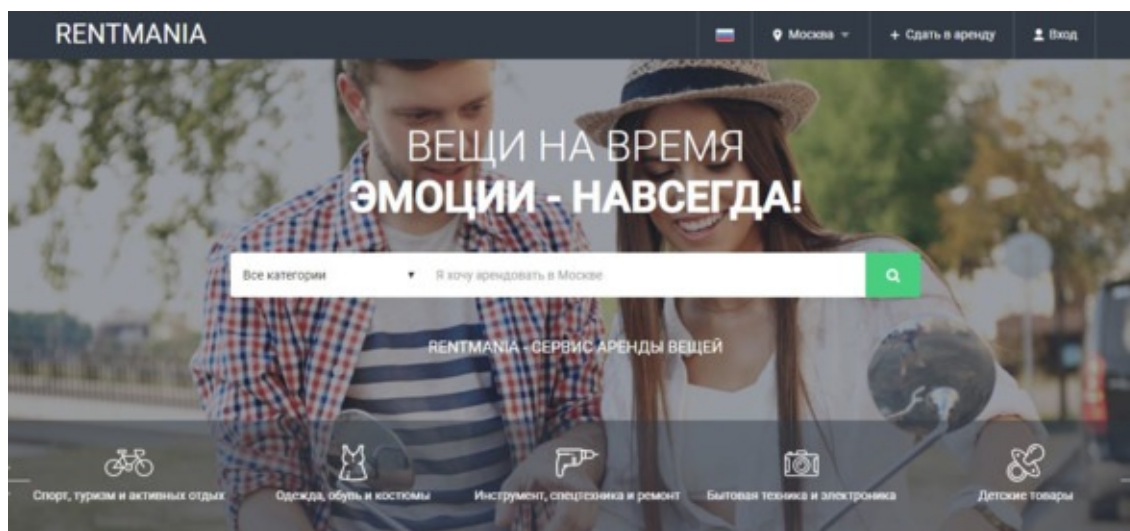 RENTMANIA
Москва
+ Сдать в аренду
Вход
ВЕЩИ НА ВРЕМЯ
ЭМОЦИИ - НАВСЕГДА!
Все категории
Я хочу арендовать в Москве
RENTMANIA - СЕРВИС АРЕНДЫ ВЕЩЕЙ
Спорт, туризм и активных отдых
Одежда, обувь и костюмы
Инструмент, спецтехника и ремонт
Бытовая техника и электроника
Детские товары